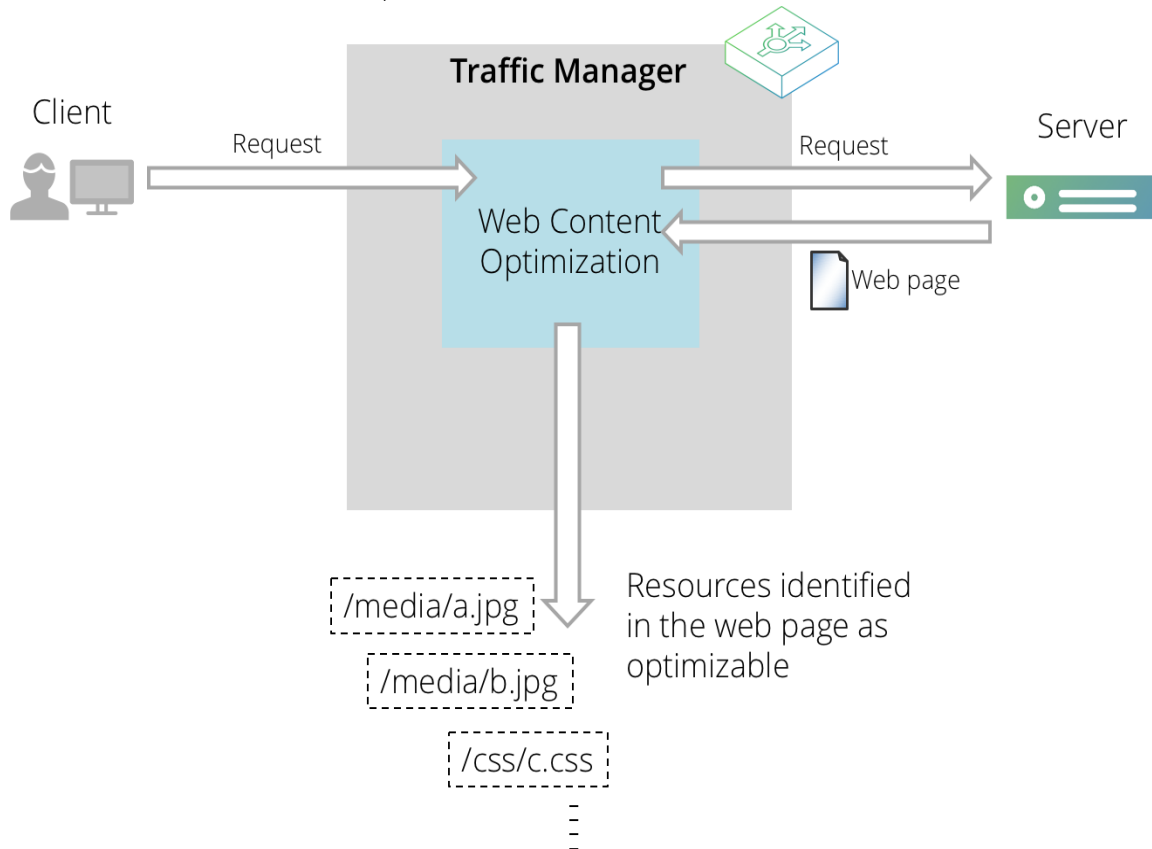 Traffic Manager
Client
Server
Request
Request
Web Content
Optimization
Web page
Resources identified
in the web page as
optimizable
/media/a.jpg
/media/b.jpg
/css/c.css